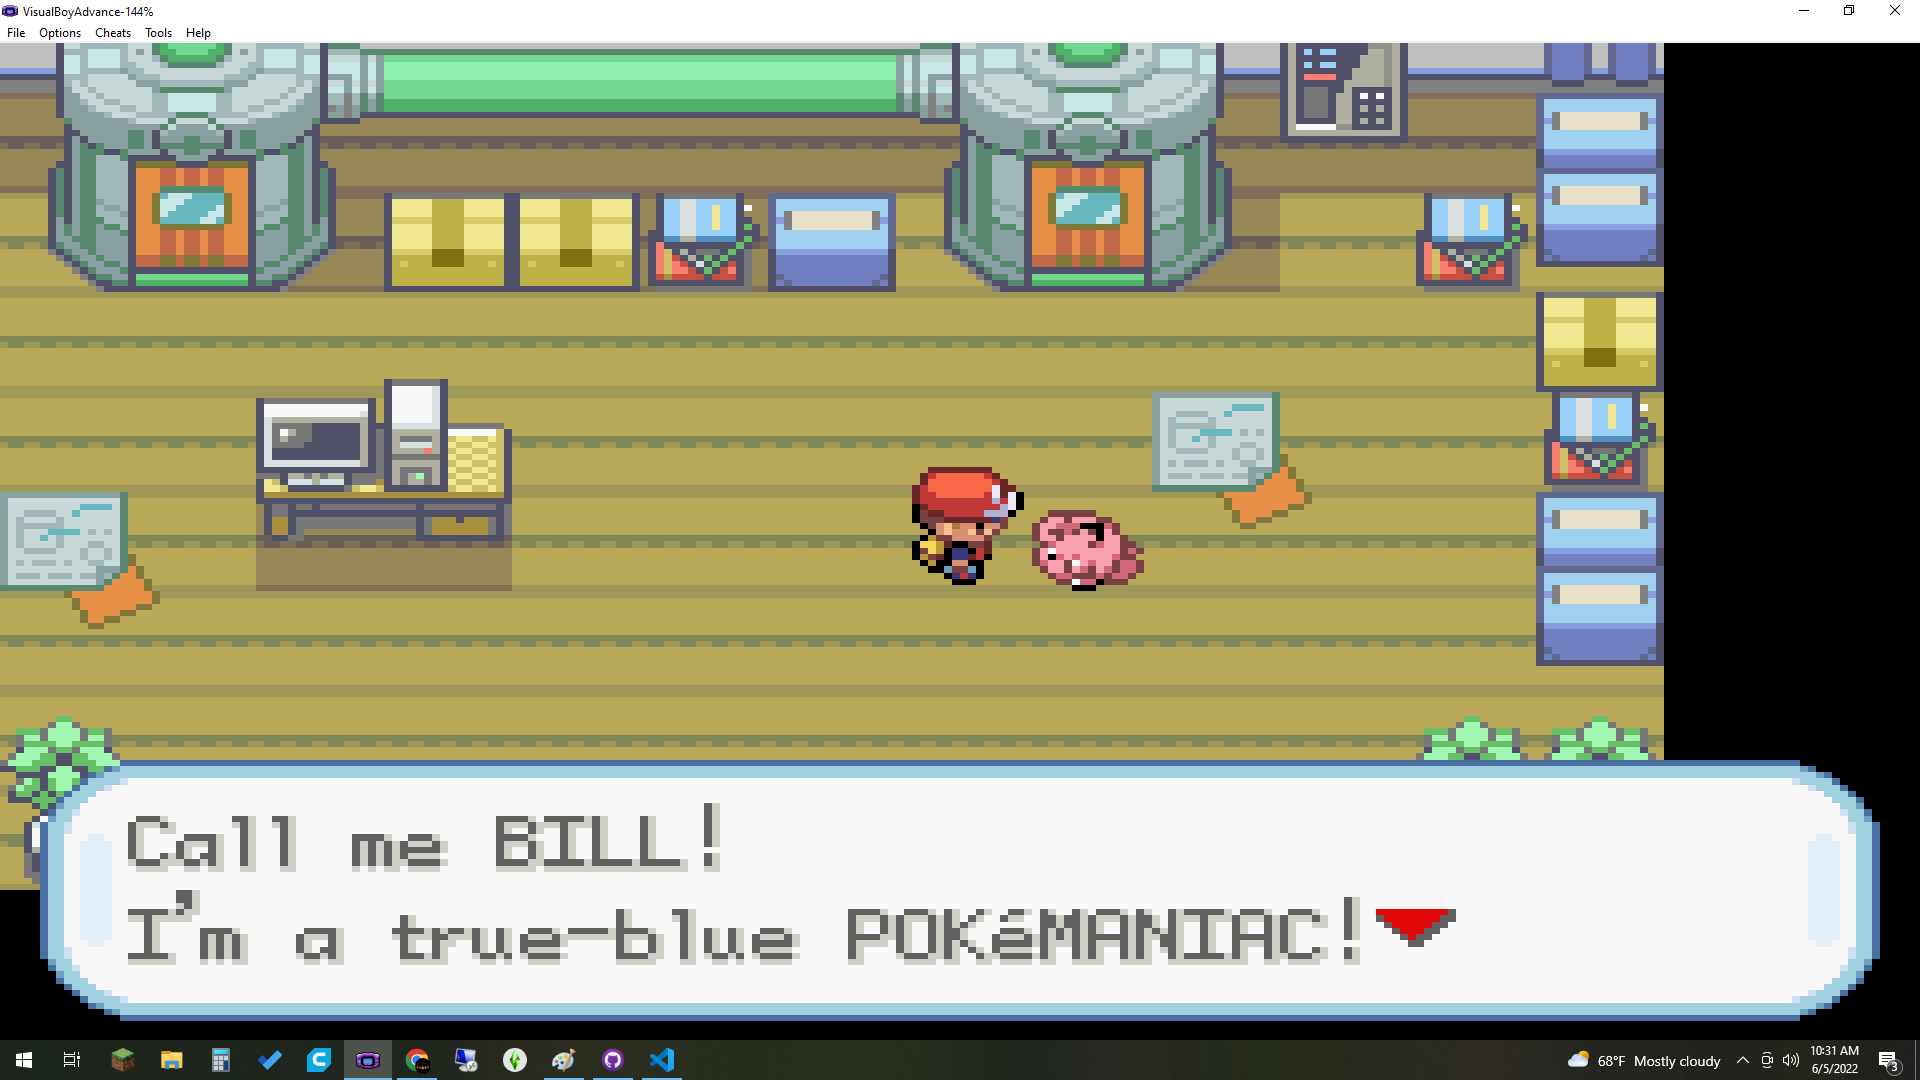 VisualBoyAdvance-144%
File Options Cheats Tools Help
Call me BILL!
I'm a true-blue POKéMANIAC!
68°F Mostly cloudy
10:31 AM
6/5/2022
3